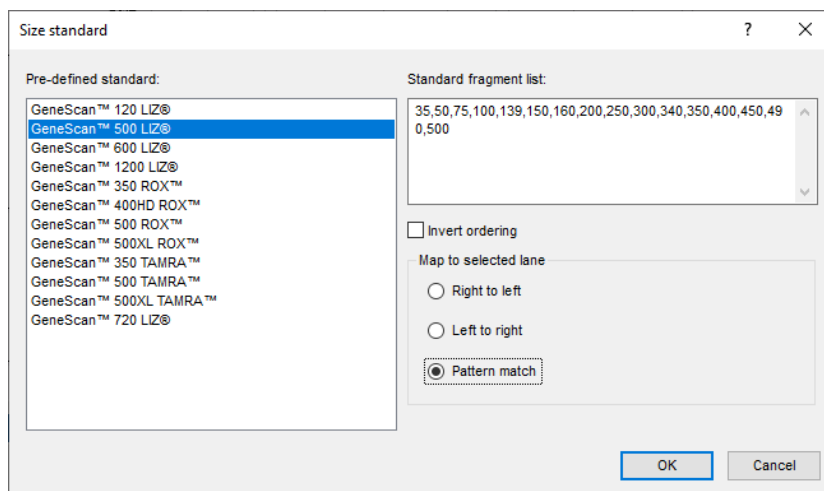 Size standard
?
Pre-defined standard:
GeneScan™ 120 LIZ®
GeneScan™ 500 LIZ®
GeneScan™ 600 LIZ®
GeneScan™ 1200 LIZ®
GeneScan™ 350 ROX™
GeneScan™ 400HD ROX™
GeneScan™ 500 ROX™
GeneScan™ 500XL ROX™
GeneScan™ 350 TAMRA™
GeneScan™ 500 TAMRA™
GeneScan™ 500XL TAMRA™
GeneScan™ 720 LIZ®
Standard fragment list:
35,50,75,100,139,150,160,200,250,300,340,350,400,450,49
0,500
Invert ordering
Map to selected lane
Right to left
Left to right
Pattern match
OK
Cancel